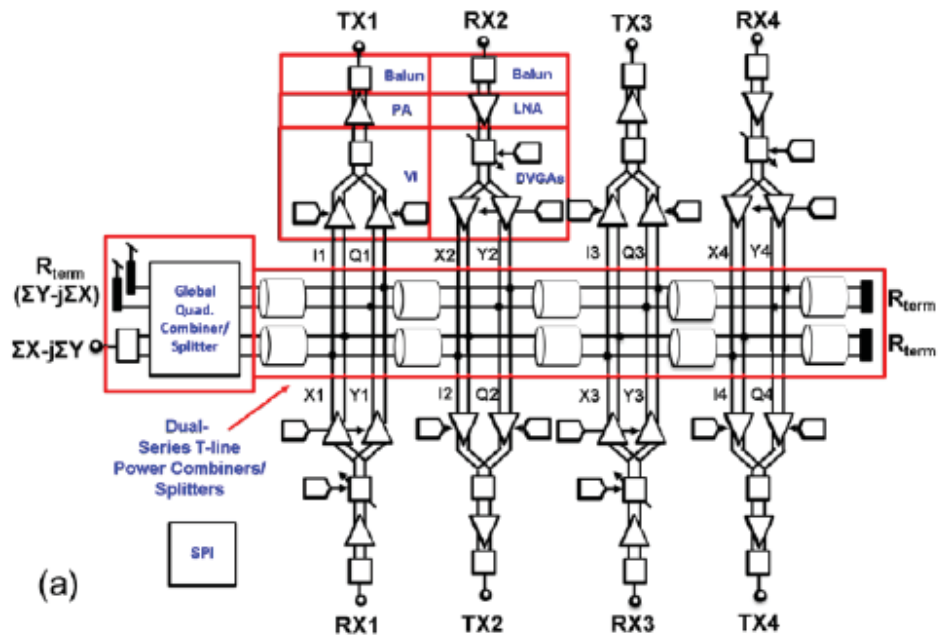 TX1 RX2 TX3 RX4
Balun Balun
PA LNA
VI DVGAs
I1 Q1 X2 Y2 I3 Q3 X4 Y4
Rterm
(ΣY-jΣX)
Global
Quad.
Combiner/
Splitter
Rterm
ΣX-jΣY
Rterm
X1 Y1 I2 Q2 X3 Y3 I4 Q4
Dual-
Series T-line
Power Combiners/
Splitters
SPI
(a)
RX1 TX2 RX3 TX4